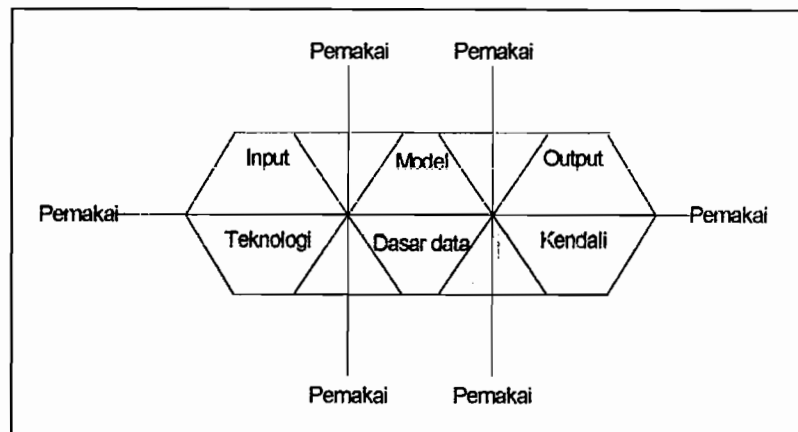 Pemakai Pemakai
Input Model Output
Pemakai Pemakai
Teknologi Dasar data Kendali
Pemakai Pemakai